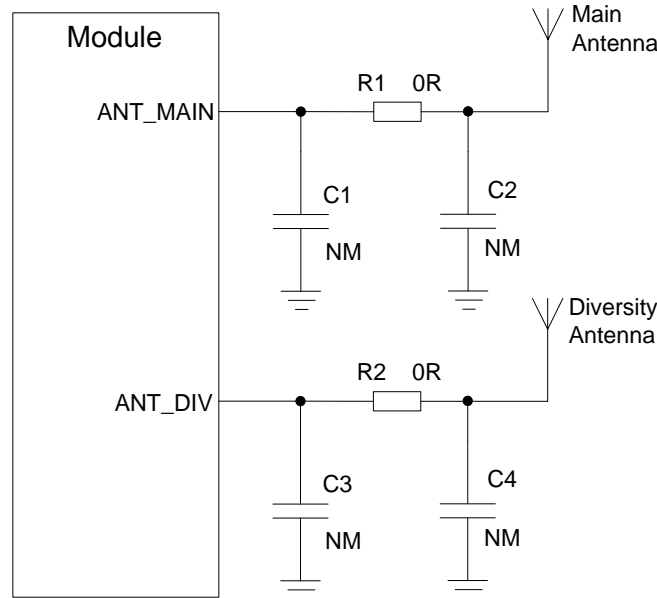 Module
Main
Antenna
R1 0R
ANT_MAIN
C1
C2
NM
NM
Diversity
Antenna
R2 0R
ANT_DIV
C3
C4
NM
NM